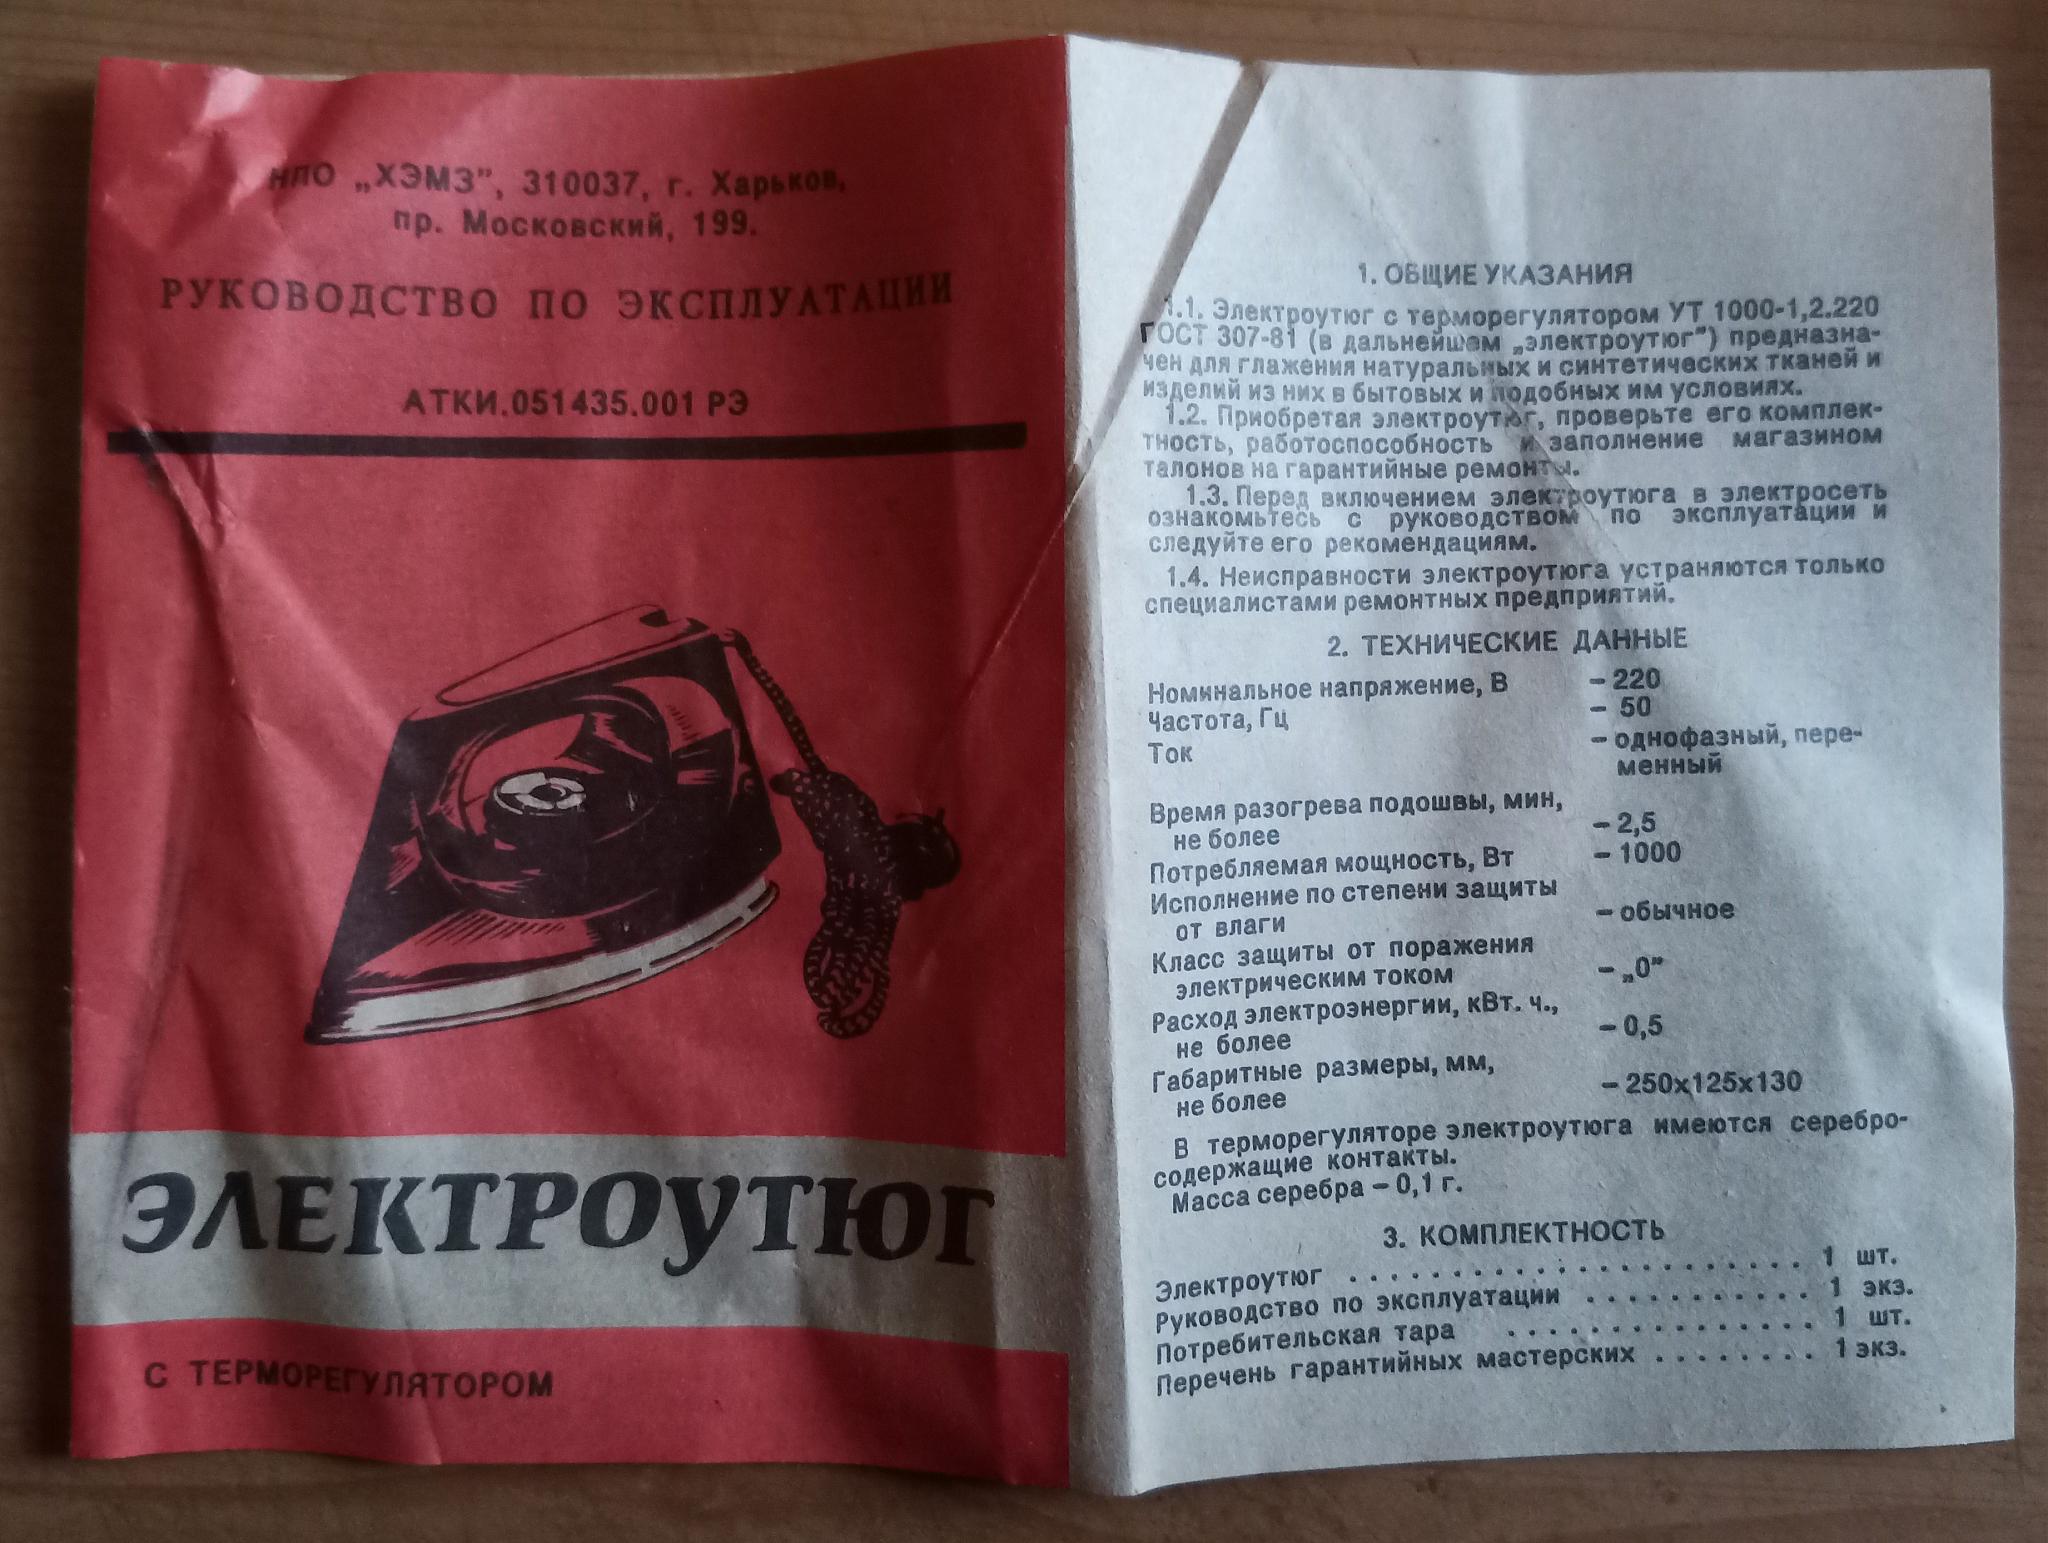 НПО „ХЭМЗ”, 310037, г. Харьков,
пр. Московский, 199.
РУКОВОДСТВО ПО ЭКСПЛУАТАЦИИ
АТКИ.051435.001 РЭ
ЭЛЕКТРОУТЮГ
С ТЕРМОРЕГУЛЯТОРОМ
1. ОБЩИЕ УКАЗАНИЯ
1.1. Электроутюг с терморегулятором УТ 1000-1,2.220
ГОСТ 307-81 (в дальнейшем „электроутюг”) предназна-
чен для глажения натуральных и синтетических тканей и
изделий из них в бытовых и подобных им условиях.
1.2. Приобретая электроутюг, проверьте его комплек-
тность, работоспособность и заполнение магазином
талонов на гарантийные ремонты.
1.3. Перед включением электроутюга в электросеть
ознакомьтесь с руководством по эксплуатации и
следуйте его рекомендациям.
1.4. Неисправности электроутюга устраняются только
специалистами ремонтных предприятий.
2. ТЕХНИЧЕСКИЕ ДАННЫЕ
Номинальное напряжение, В – 220
Частота, Гц – 50
Ток – однофазный, пере-
менный
Время разогрева подошвы, мин,
не более – 2,5
Потребляемая мощность, Вт – 1000
Исполнение по степени защиты
от влаги – обычное
Класс защиты от поражения
электрическим током – „0”
Расход электроэнергии, кВт. ч.,
не более – 0,5
Габаритные размеры, мм,
не более – 250х125х130
В терморегуляторе электроутюга имеются серебро-
содержащие контакты.
Масса серебра – 0,1 г.
3. КОМПЛЕКТНОСТЬ
Электроутюг . . . . . . . . . . . . . . . . . . . . . 1 шт.
Руководство по эксплуатации . . . . . . . . . . . 1 экз.
Потребительская тара . . . . . . . . . . . . . . . 1 шт.
Перечень гарантийных мастерских . . . . . . . . 1 экз.